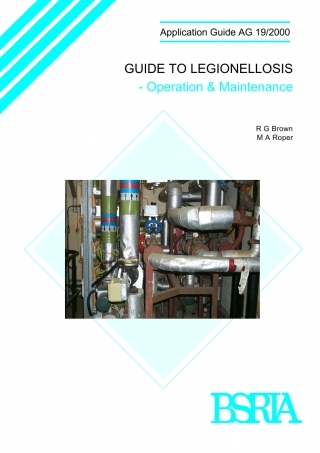 Application Guide AG 19/2000
GUIDE TO LEGIONELLOSIS
- Operation & Maintenance
R G Brown
M A Roper
BSRIA